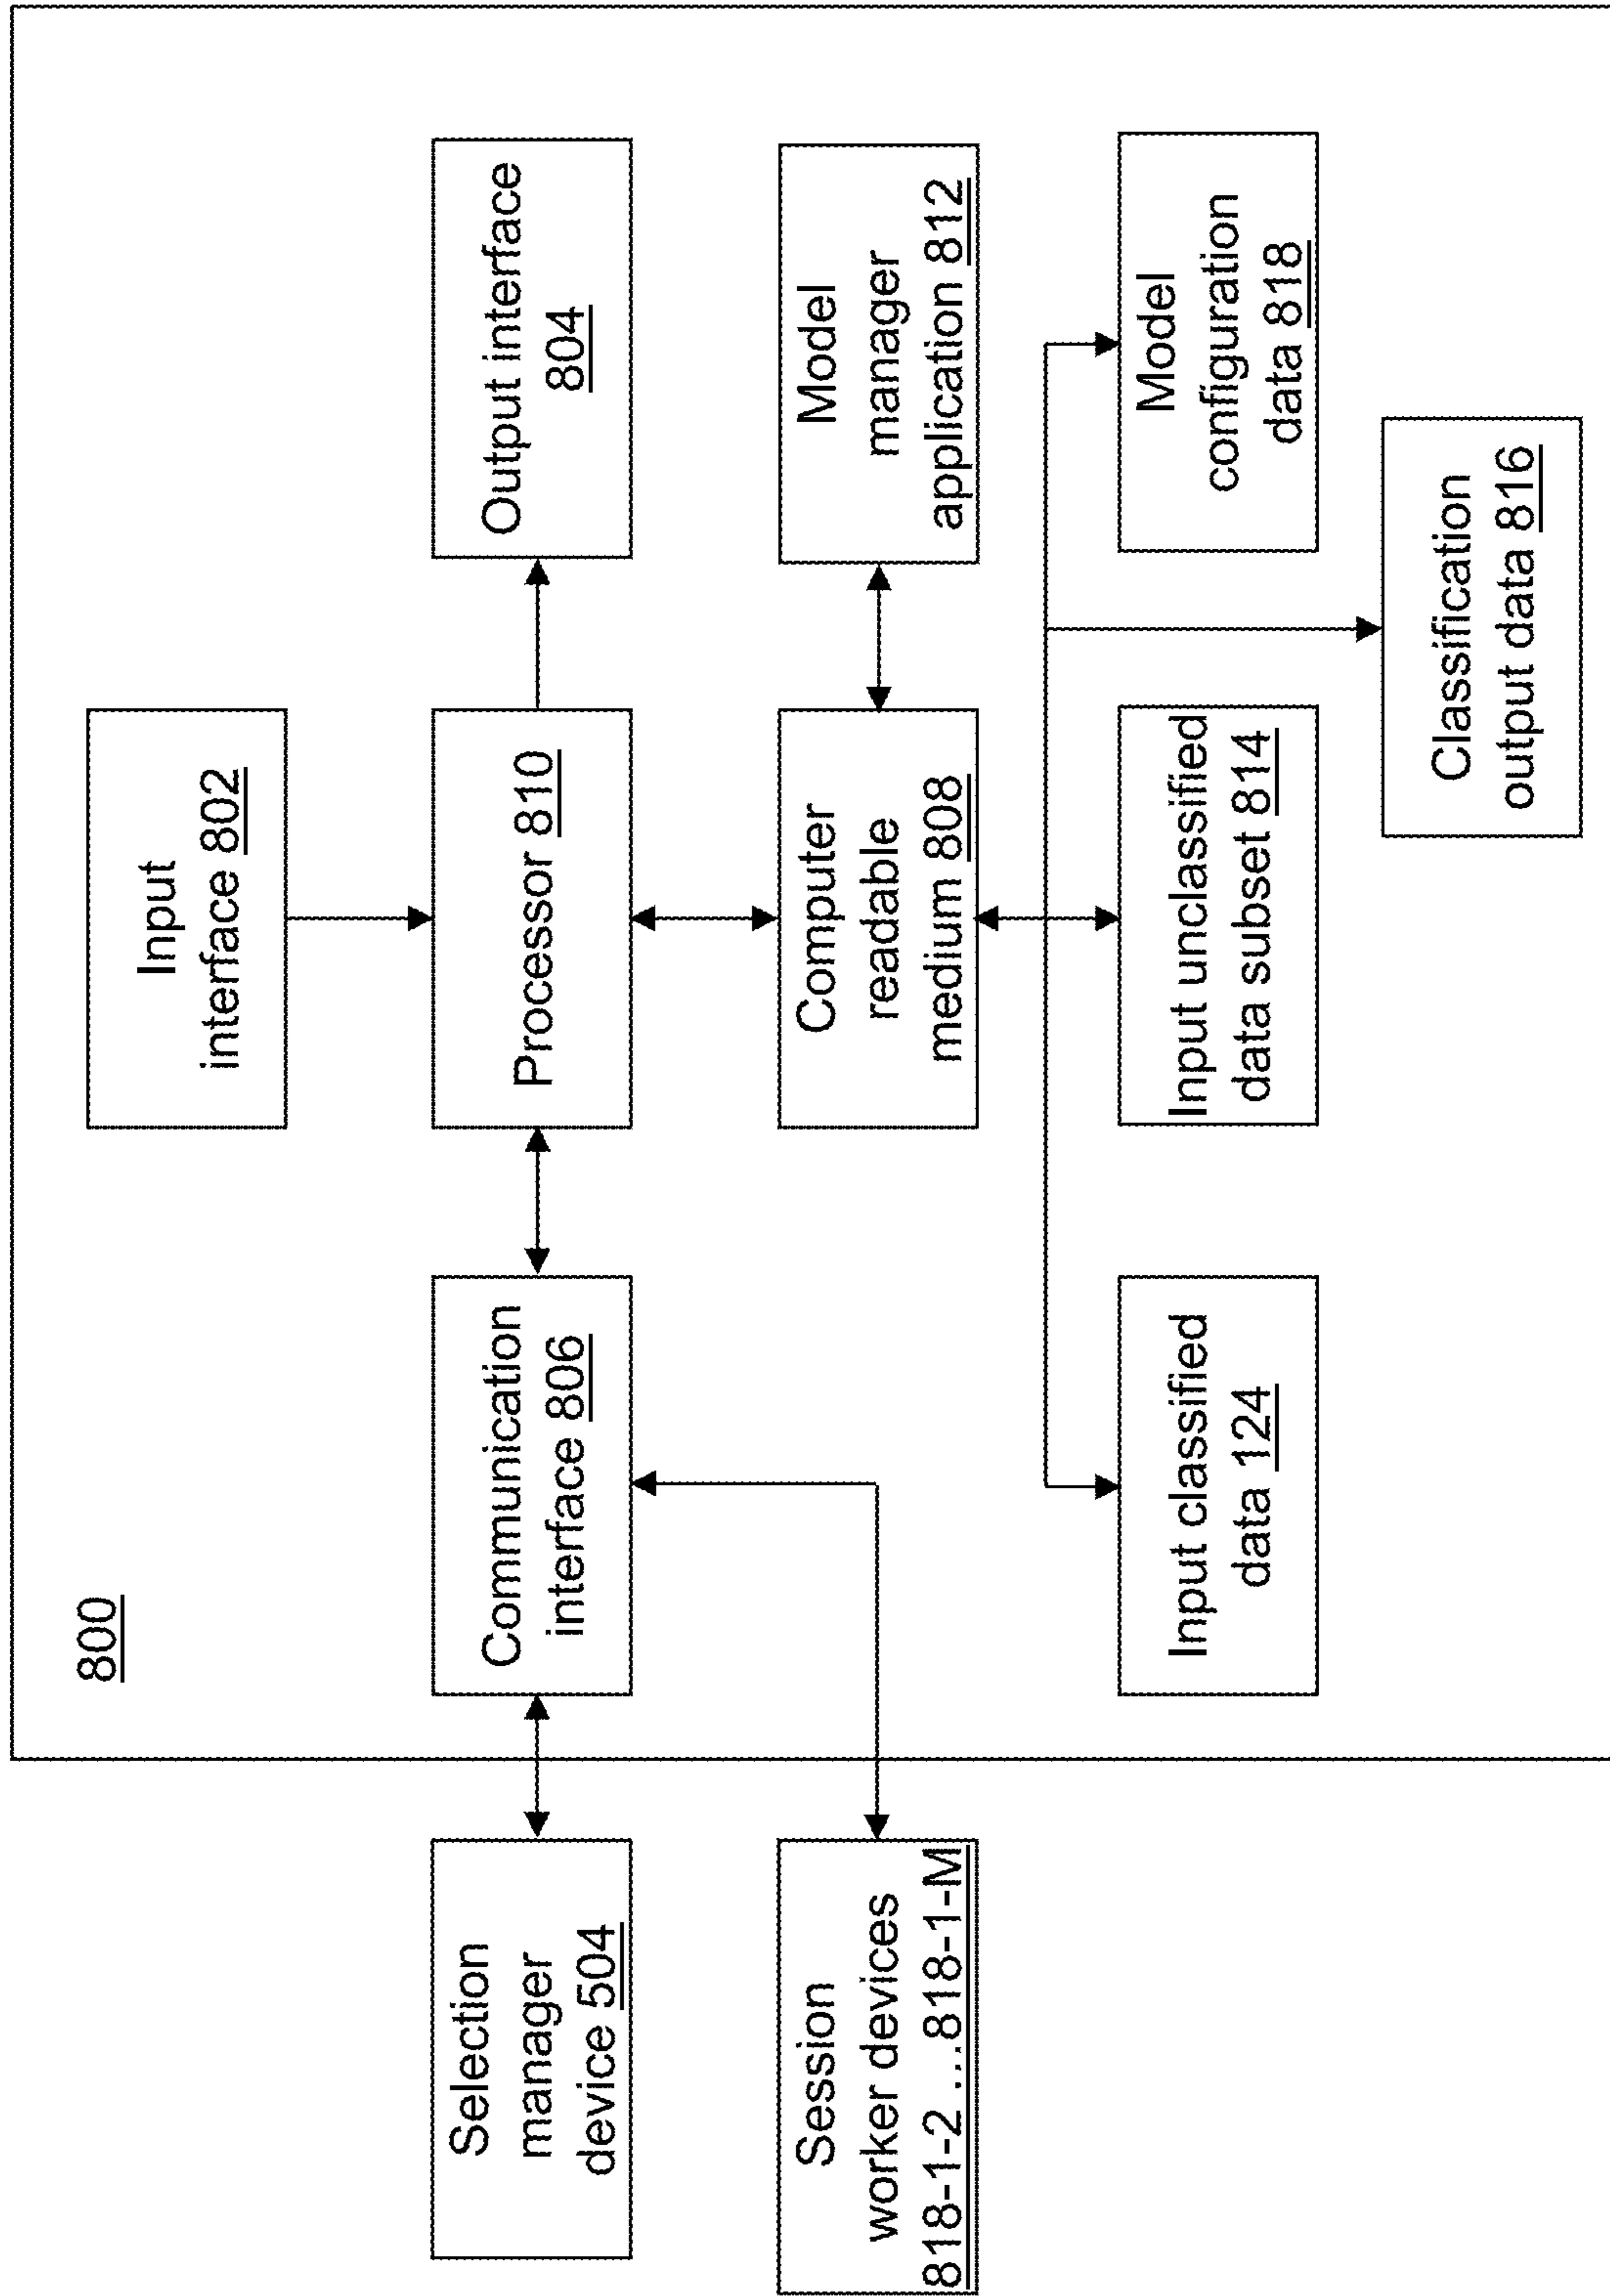 800
Input
interface 802
Selection
manager
device 504
Communication
interface 806
Processor 810
Output interface
804
Session
worker devices
818-1-2 ...818-1-M
Computer
readable
medium 808
Model
manager
application 812
Input classified
data 124
Input unclassified
data subset 814
Model
configuration
data 818
Classification
output data 816